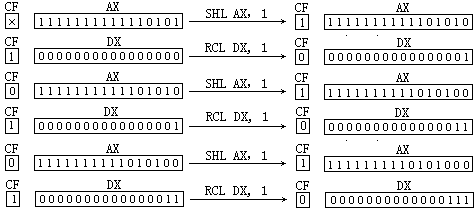 CF AX SHL AX, 1 CF AX
× 1111111111110101 1 1111111111101010
CF DX RCL DX, 1 CF DX
1 0000000000000000 0 0000000000000001
CF AX SHL AX, 1 CF AX
0 1111111111101010 1 1111111111010100
CF DX RCL DX, 1 CF DX
1 0000000000000001 0 0000000000000011
CF AX SHL AX, 1 CF AX
0 1111111111010100 1 1111111110101000
CF DX RCL DX, 1 CF DX
1 0000000000000011 0 0000000000000111